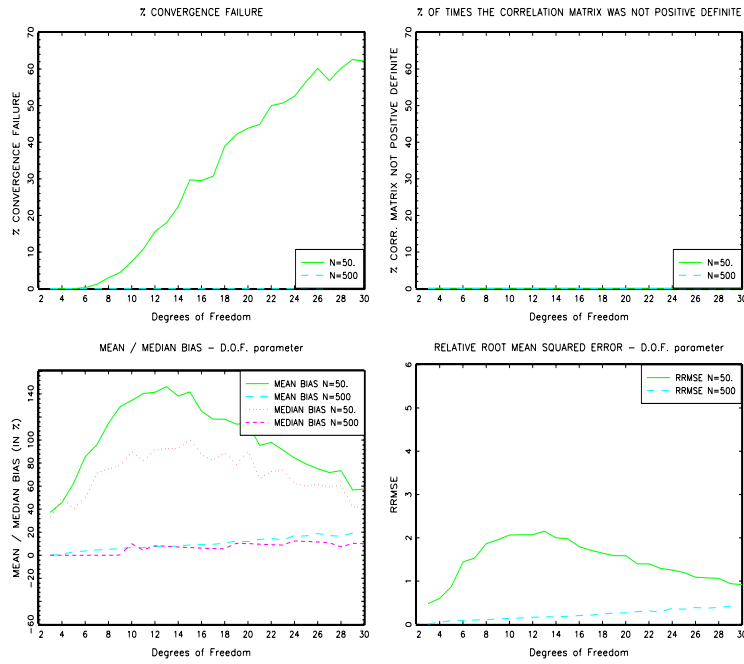 % CONVERGENCE FAILURE
% CONVERGENCE FAILURE
70
60
50
40
30
20
10
0
N=50.
N=500
2 4 6 8 10 12 14 16 18 20 22 24 26 28 30
Degrees of Freedom
% OF TIMES THE CORRELATION MATRIX WAS NOT POSITIVE DEFINITE
% CORR. MATRIX NOT POSITIVE DEFINITE
70
60
50
40
30
20
10
0
N=50.
N=500
2 4 6 8 10 12 14 16 18 20 22 24 26 28 30
Degrees of Freedom
MEAN / MEDIAN BIAS – D.O.F. parameter
MEAN / MEDIAN BIAS (IN %)
140
100
80
60
40
20
0
−20
−60
MEAN BIAS N=50.
MEAN BIAS N=500
MEDIAN BIAS N=50.
MEDIAN BIAS N=500
2 4 6 8 10 12 14 16 18 20 22 24 26 28 30
Degrees of Freedom
RELATIVE ROOT MEAN SQUARED ERROR – D.O.F. parameter
RRMSE
6
5
4
3
2
1
0
RRMSE N=50.
RRMSE N=500
2 4 6 8 10 12 14 16 18 20 22 24 26 28 30
Degrees of Freedom